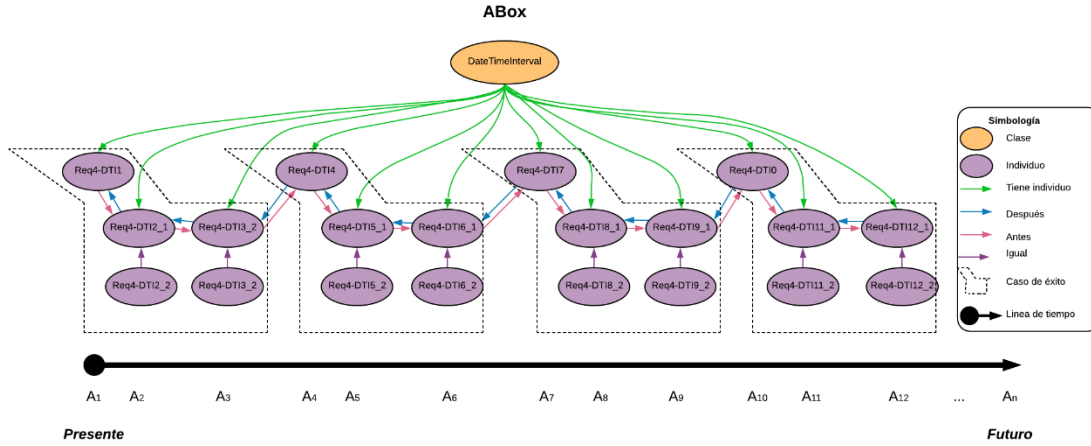 ABox
DateTimeInterval
Simbología
Clase
Individuo
Tiene individuo
Después
Antes
Igual
Caso de éxito
Linea de tiempo
Req4-DTI1
Req4-DTI4
Req4-DTI7
Req4-DTI0
Req4-DTI2_1
Req4-DTI3_2
Req4-DTI5_1
Req4-DTI6_1
Req4-DTI8_1
Req4-DTI9_1
Req4-DTI11_1
Req4-DTI12_1
Req4-DTI2_2
Req4-DTI3_2
Req4-DTI5_2
Req4-DTI6_2
Req4-DTI8_2
Req4-DTI9_2
Req4-DTI11_2
Req4-DTI12_2
A1 A2 A3 A4 A5 A6 A7 A8 A9 A10 A11 A12 ... An
Presente Futuro